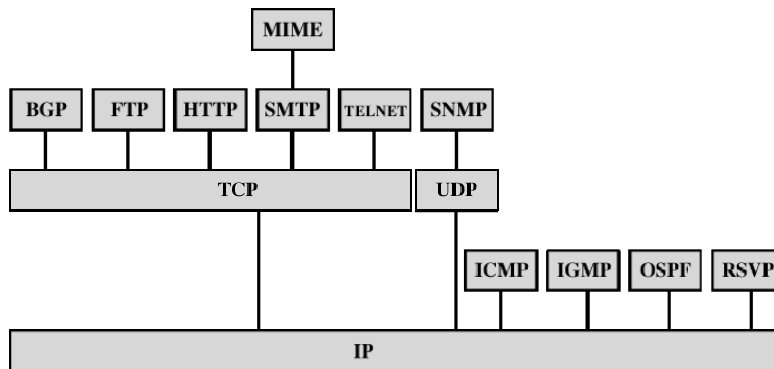 MIME
BGP FTP HTTP SMTP TELNET SNMP
TCP UDP
ICMP IGMP OSPF RSVP
IP